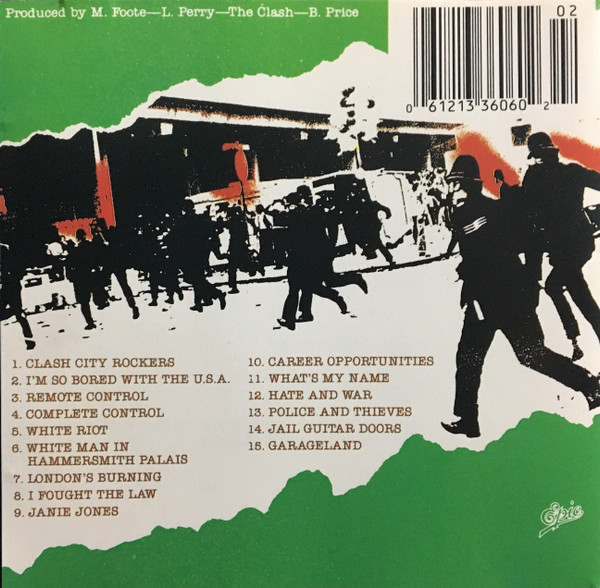 Produced by M. Foote—L. Perry—The Clash—B. Price
02
0 61213 36060 2
1. CLASH CITY ROCKERS
2. I'M SO BORED WITH THE U.S.A.
3. REMOTE CONTROL
4. COMPLETE CONTROL
5. WHITE RIOT
6. WHITE MAN IN
HAMMERSMITH PALAIS
7. LONDON'S BURNING
8. I FOUGHT THE LAW
9. JANIE JONES
10. CAREER OPPORTUNITIES
11. WHAT'S MY NAME
12. HATE AND WAR
13. POLICE AND THIEVES
14. JAIL GUITAR DOORS
15. GARAGELAND
Epic